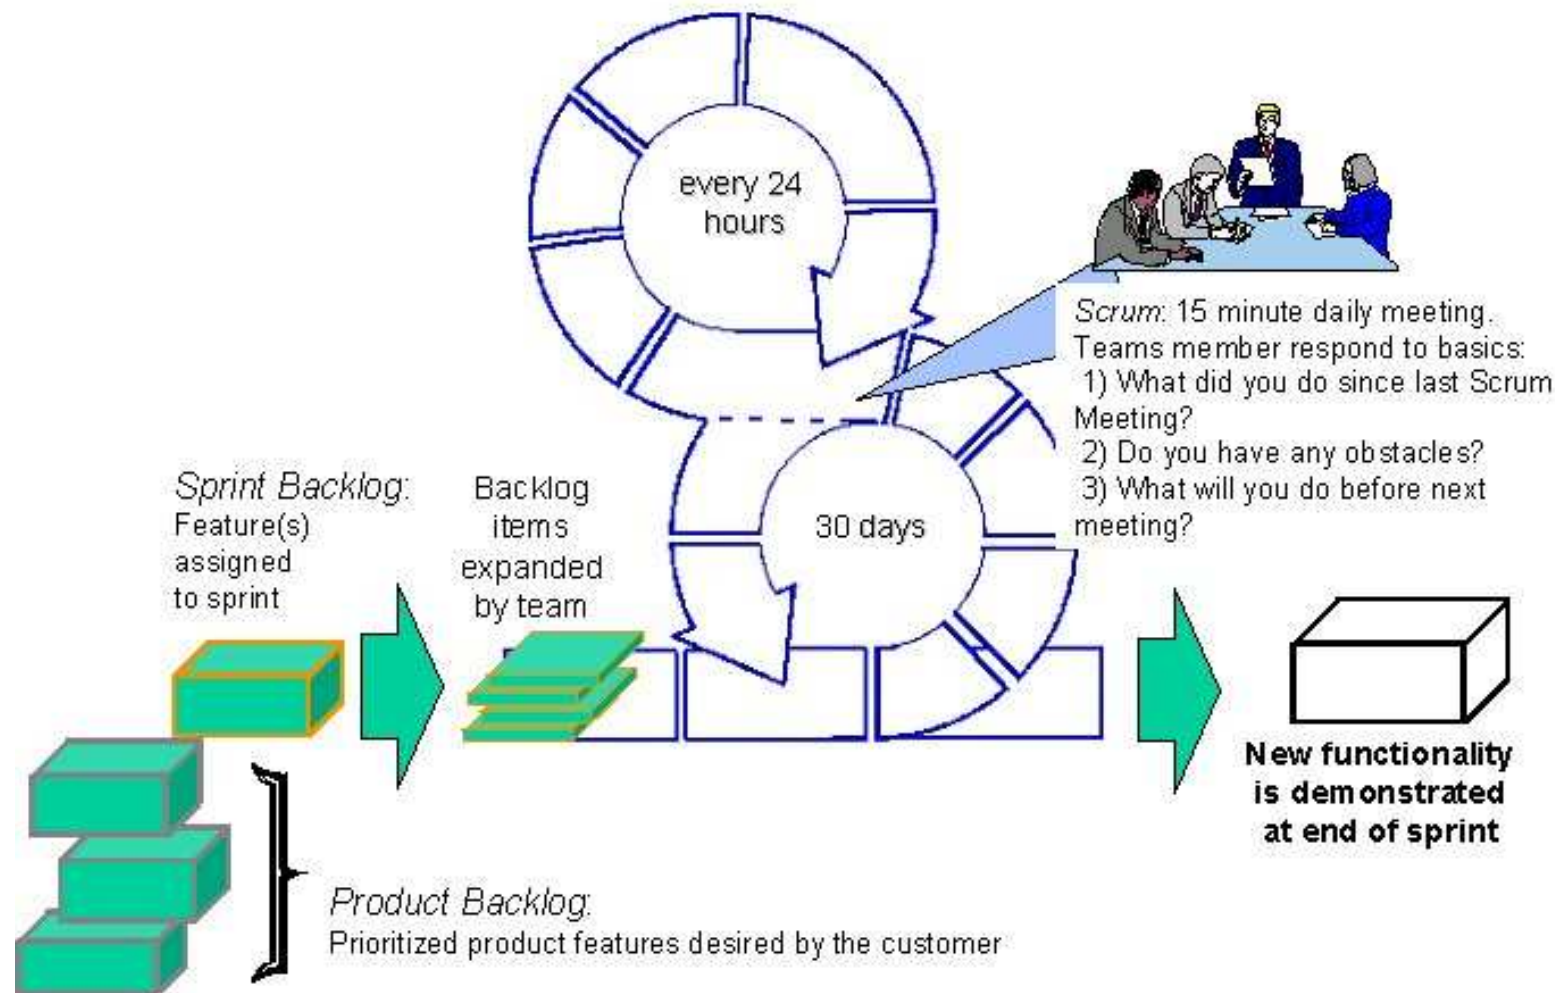 every 24
hours
Scrum: 15 minute daily meeting.
Teams member respond to basics:
1) What did you do since last Scrum
Meeting?
2) Do you have any obstacles?
3) What will you do before next
meeting?
Sprint Backlog:
Feature(s)
assigned
to sprint
Backlog
items
expanded
by team
30 days
New functionality
is demonstrated
at end of sprint
Product Backlog:
Prioritized product features desired by the customer